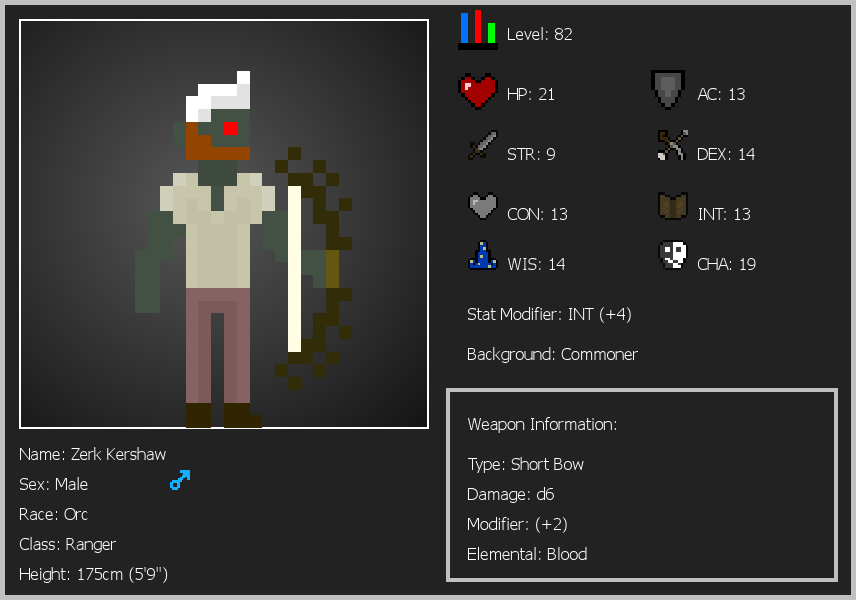 Level: 82
HP: 21
AC: 13
STR: 9
DEX: 14
CON: 13
INT: 13
WIS: 14
CHA: 19
Stat Modifier: INT (+4)
Background: Commoner
Weapon Information:
Type: Short Bow
Damage: d6
Modifier: (+2)
Elemental: Blood
Name: Zerk Kershaw
Sex: Male
Race: Orc
Class: Ranger
Height: 175cm (5'9")